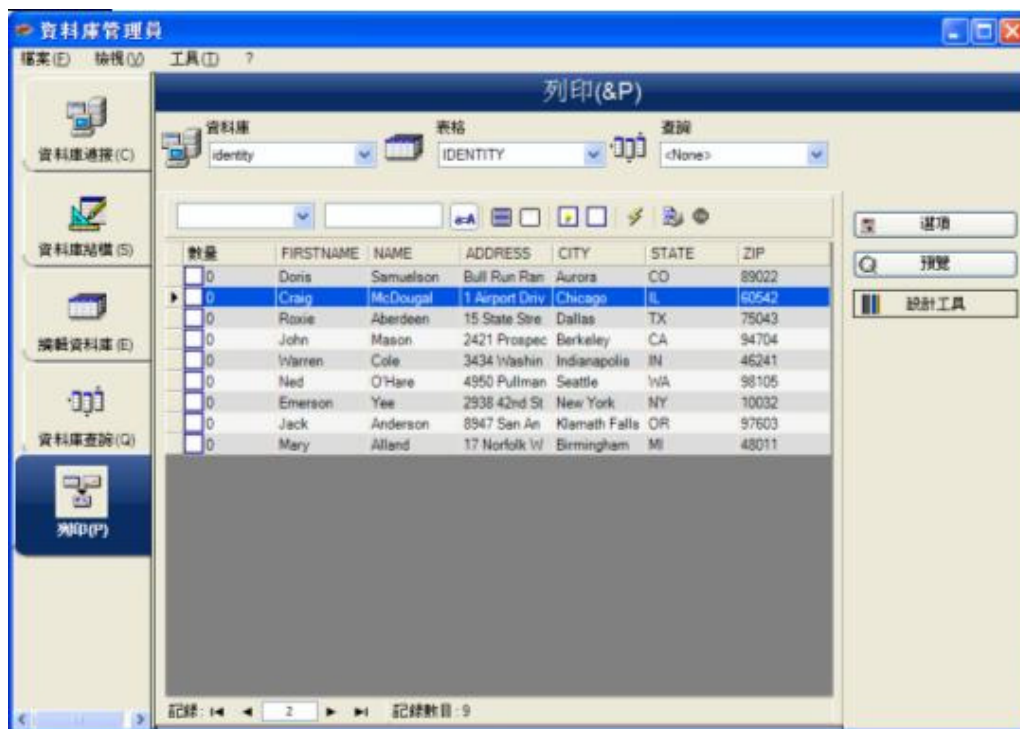 資料庫管理員
檔案(F) 檢視(V) 工具(T) ?
列印(&P)
資料庫連接(C)
資料庫結構(S)
編輯資料庫(E)
資料庫查詢(Q)
列印(P)
資料庫 表格 查詢
identity IDENTITY <None>
a=A
數量 FIRSTNAME NAME ADDRESS CITY STATE ZIP
0 Doris Samuelson Bull Run Ran Aurora CO 89022
0 Craig McDougal 1 Airport Driv Chicago IL 60542
0 Roxie Aberdeen 15 State Stre Dallas TX 75043
0 John Mason 2421 Prospec Berkeley CA 94704
0 Warren Cole 3434 Washin Indianapolis IN 46241
0 Ned O'Hare 4950 Pullman Seattle WA 98105
0 Emerson Yee 2938 42nd St New York NY 10032
0 Jack Anderson 8947 San An Klamath Falls OR 97603
0 Mary Alland 17 Norfolk W Birmingham MI 48011
記錄: 2 記錄數目:9
選項
預覽
設計工具